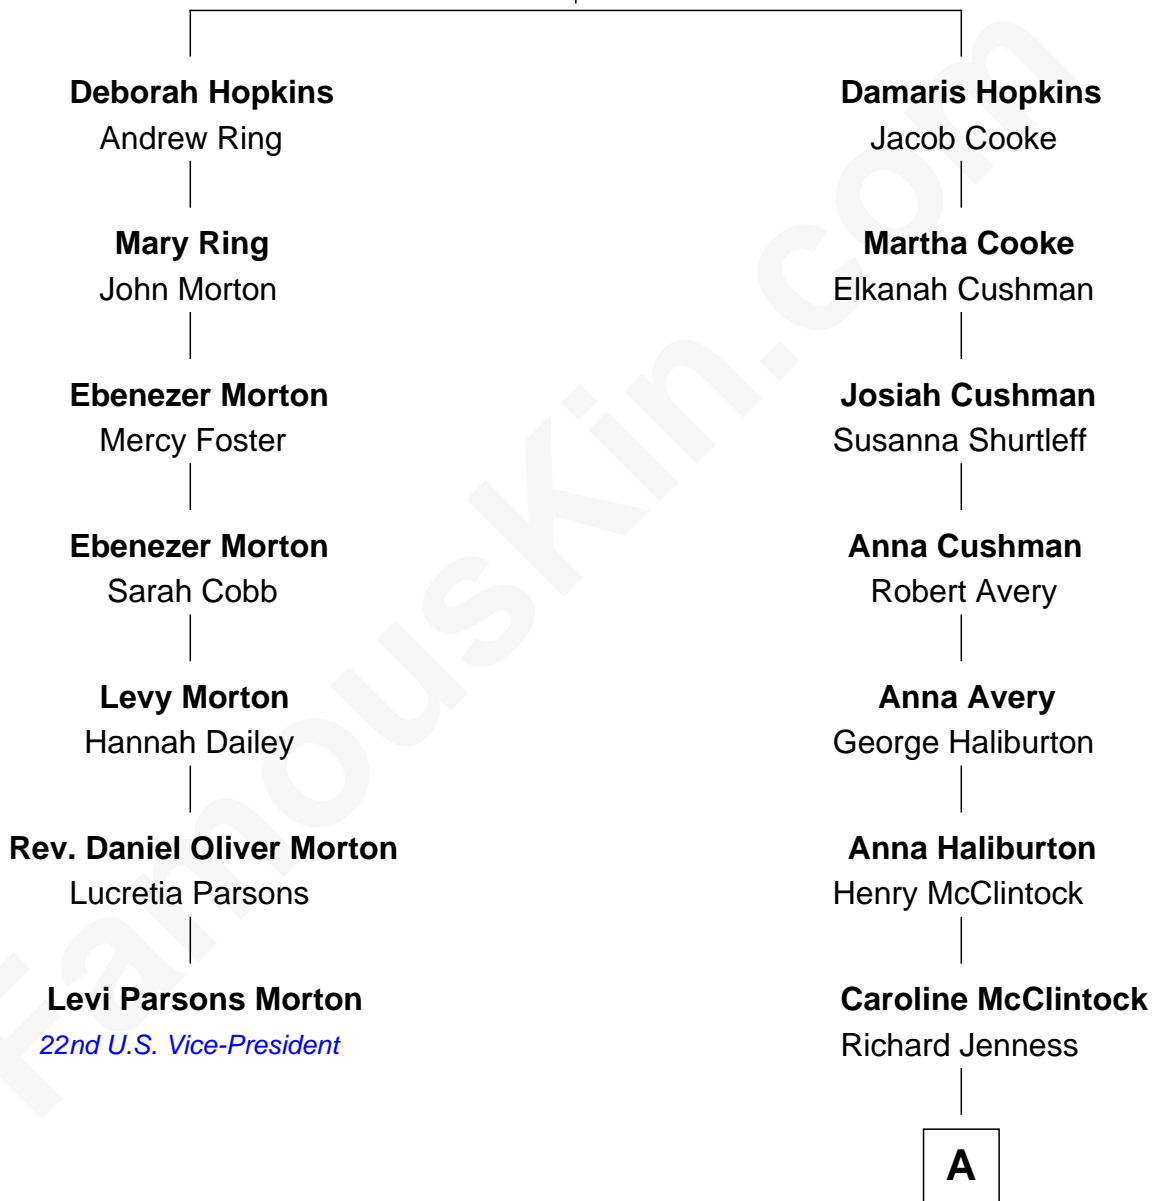 Deborah Hopkins
Andrew Ring
Mary Ring
John Morton
Ebenezer Morton
Mercy Foster
Ebenezer Morton
Sarah Cobb
Levy Morton
Hannah Dailey
Rev. Daniel Oliver Morton
Lucretia Parsons
Levi Parsons Morton
22nd U.S. Vice-President
Damaris Hopkins
Jacob Cooke
Martha Cooke
Elkanah Cushman
Josiah Cushman
Susanna Shurtleff
Anna Cushman
Robert Avery
Anna Avery
George Haliburton
Anna Haliburton
Henry McClintock
Caroline McClintock
Richard Jenness
A
FamousKin.com